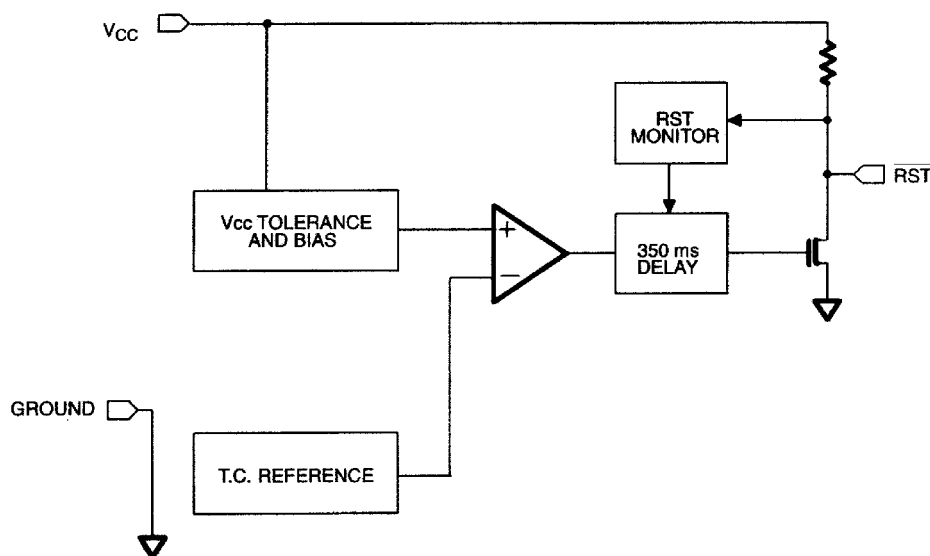 VCC
RST
MONITOR
RST
Vcc TOLERANCE
AND BIAS
+
350 ms
DELAY
−
GROUND
T.C. REFERENCE